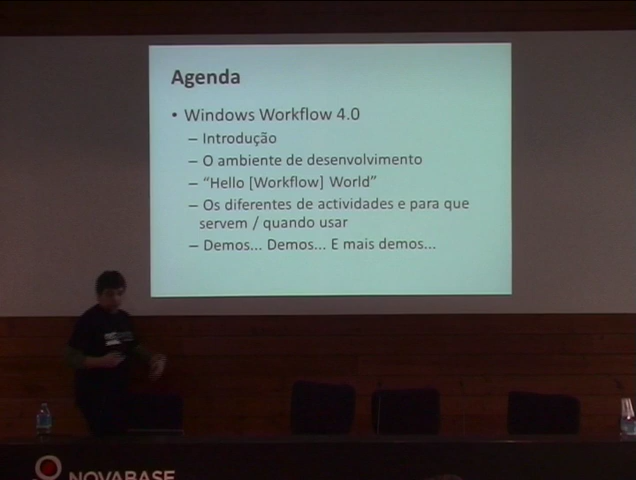 Agenda
• Windows Workflow 4.0
– Introdução
– O ambiente de desenvolvimento
– “Hello [Workflow] World”
– Os diferentes de actividades e para que
servem / quando usar
– Demos... Demos... E mais demos...
NOVABASE